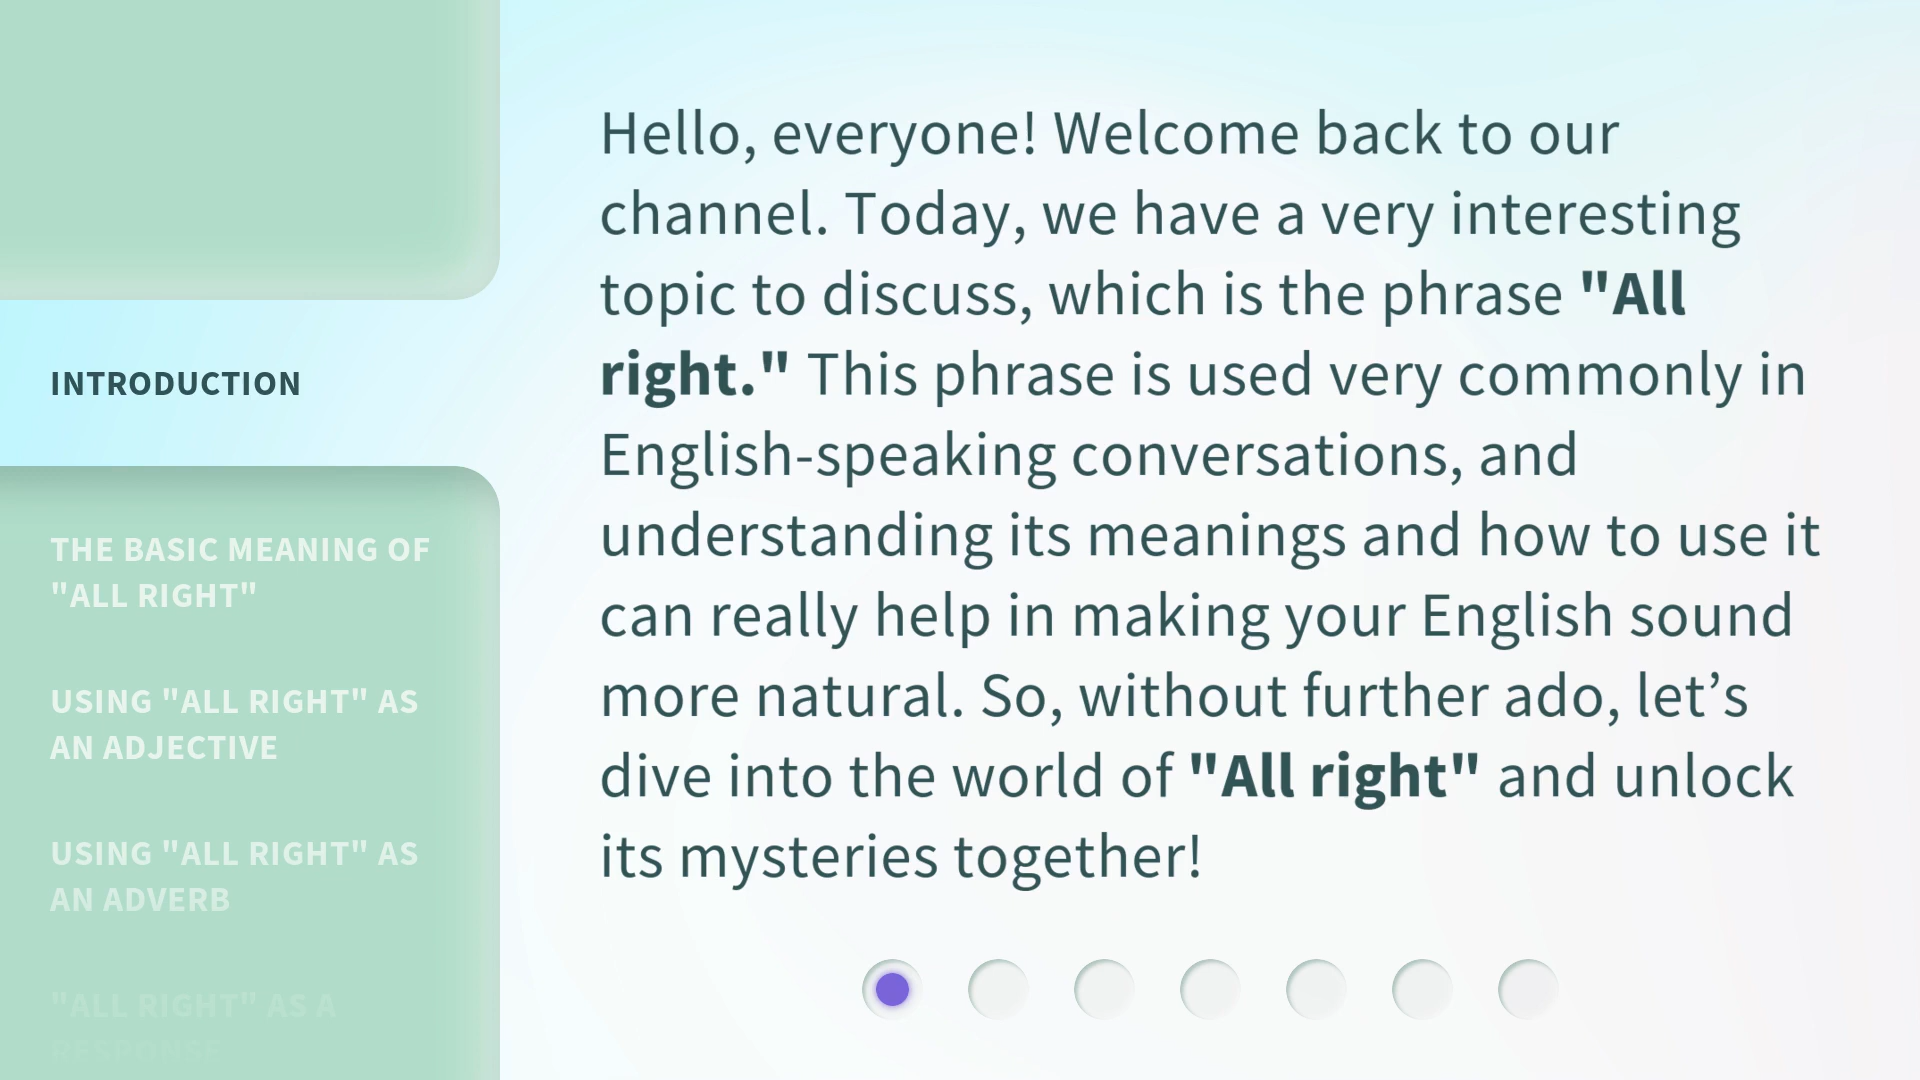 INTRODUCTION
THE BASIC MEANING OF
"ALL RIGHT"
USING "ALL RIGHT" AS
AN ADJECTIVE
USING "ALL RIGHT" AS
AN ADVERB
"ALL RIGHT" AS A
RESPONSE
Hello, everyone! Welcome back to our
channel. Today, we have a very interesting
topic to discuss, which is the phrase "All
right." This phrase is used very commonly in
English-speaking conversations, and
understanding its meanings and how to use it
can really help in making your English sound
more natural. So, without further ado, let’s
dive into the world of "All right" and unlock
its mysteries together!